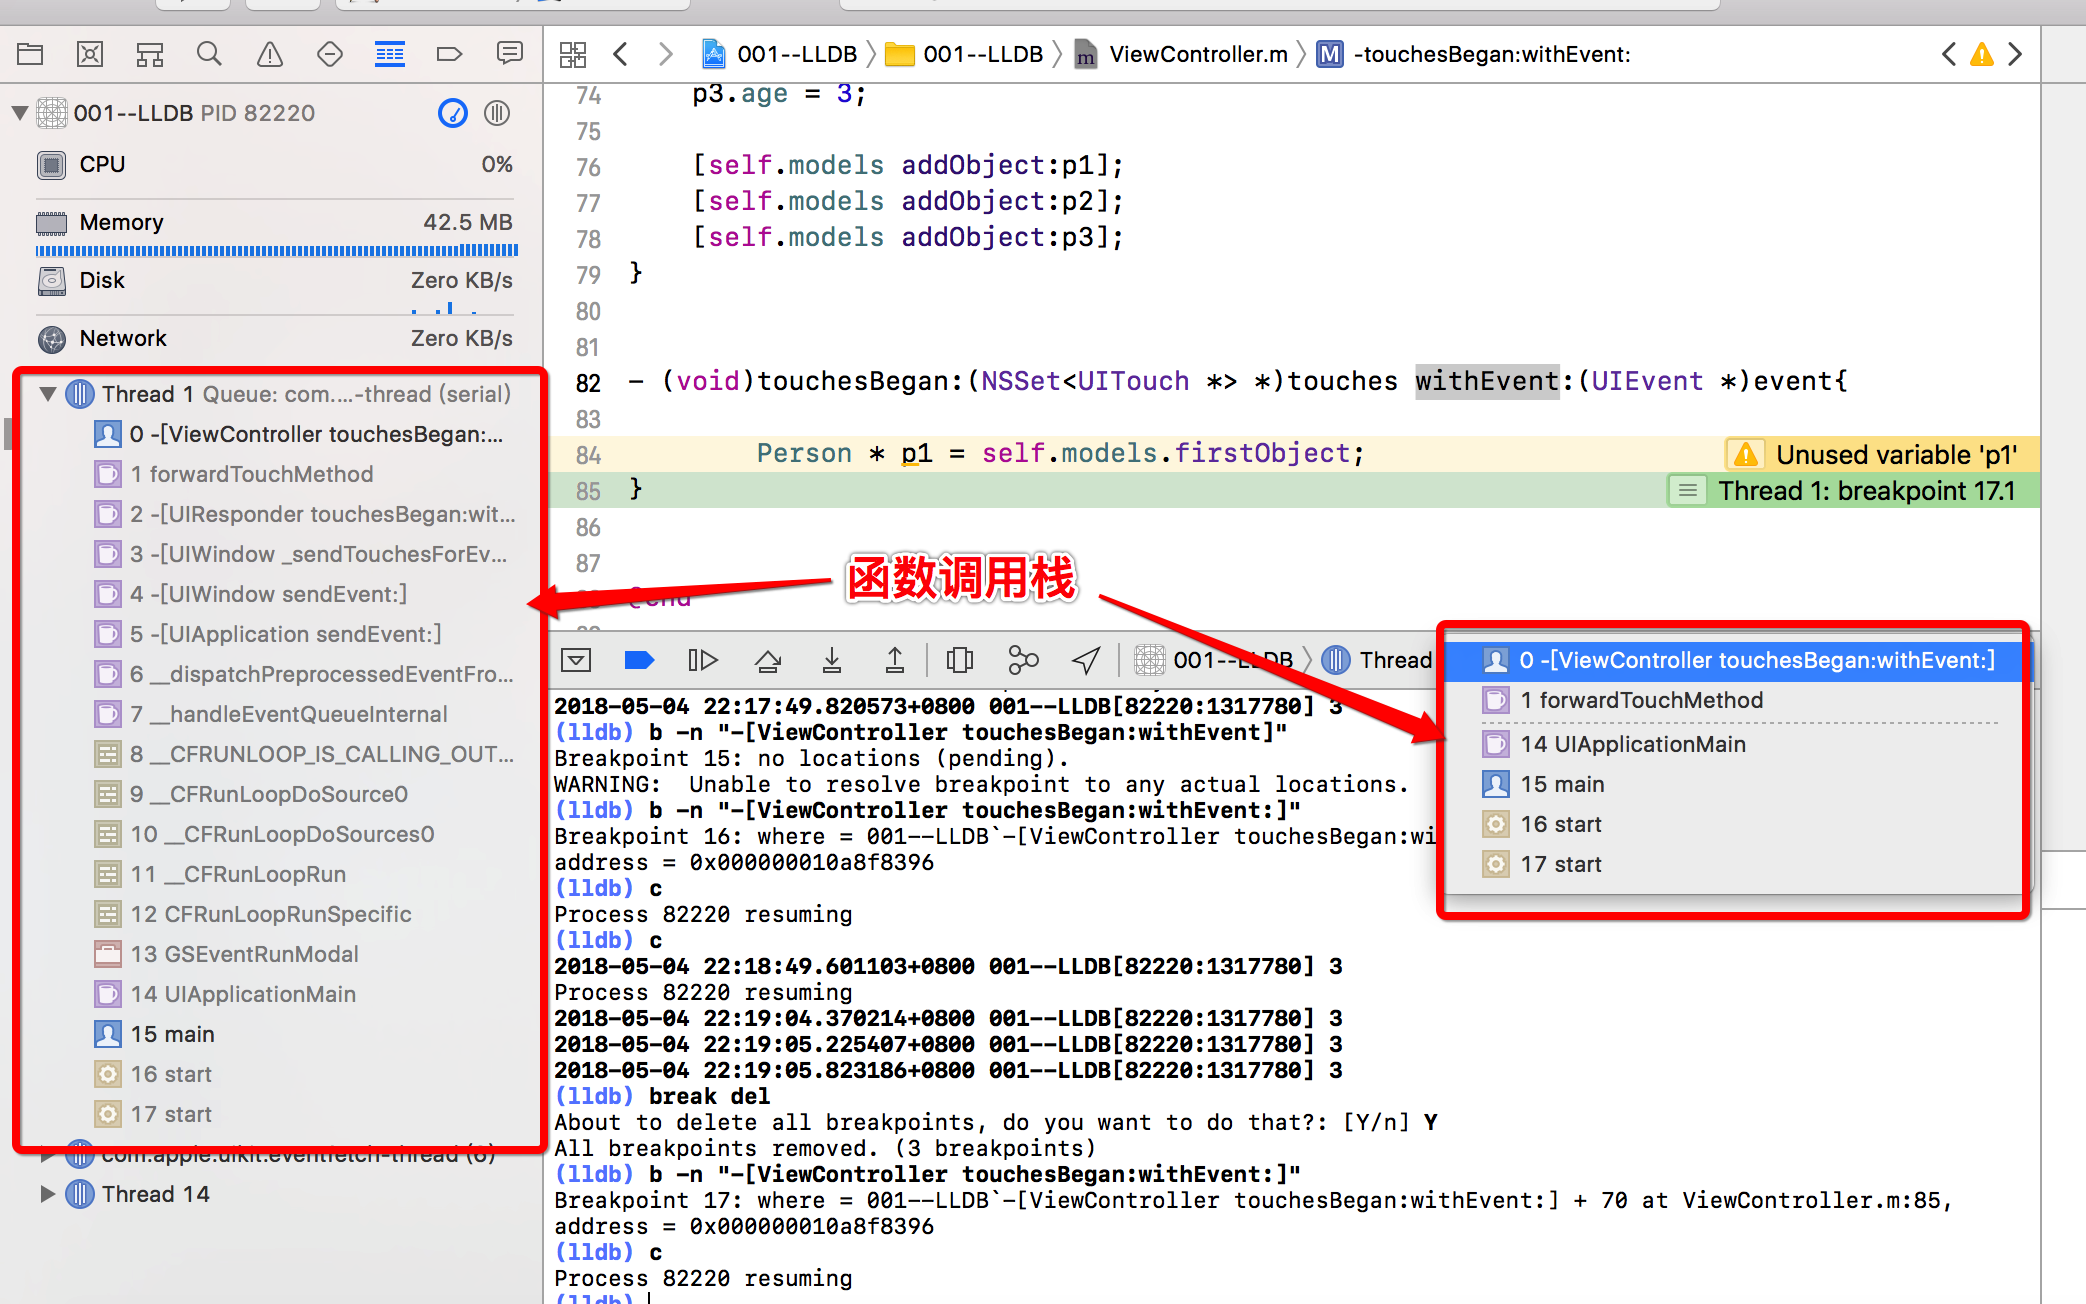 001--LLDB 001--LLDB ViewController.m M -touchesBegan:withEvent:
001--LLDB PID 82220
CPU 0%
Memory 42.5 MB
Disk Zero KB/s
Network Zero KB/s
Thread 1 Queue: com....-thread (serial)
0 -[ViewController touchesBegan:...
1 forwardTouchMethod
2 -[UIResponder touchesBegan:wit...
3 -[UIWindow _sendTouchesForEv...
4 -[UIWindow sendEvent:]
5 -[UIApplication sendEvent:]
6 __dispatchPreprocessedEventFro...
7 __handleEventQueueInternal
8 __CFRUNLOOP_IS_CALLING_OUT...
9 __CFRunLoopDoSource0
10 __CFRunLoopDoSources0
11 __CFRunLoopRun
12 CFRunLoopRunSpecific
13 GSEventRunModal
14 UIApplicationMain
15 main
16 start
17 start
com.apple.uikit.eventfetch-thread (6)
Thread 14
74 p3.age = 3;
75
76 [self.models addObject:p1];
77 [self.models addObject:p2];
78 [self.models addObject:p3];
79 }
80
81
82 - (void)touchesBegan:(NSSet<UITouch *> *)touches withEvent:(UIEvent *)event{
83
84 Person * p1 = self.models.firstObject; Unused variable 'p1'
85 } Thread 1: breakpoint 17.1
86
87
@end
函数调用栈
001--LLDB Thread
0 -[ViewController touchesBegan:withEvent:]
1 forwardTouchMethod
14 UIApplicationMain
15 main
16 start
17 start
2018-05-04 22:17:49.820573+0800 001--LLDB[82220:1317780] 3
(lldb) b -n "-[ViewController touchesBegan:withEvent]"
Breakpoint 15: no locations (pending).
WARNING:  Unable to resolve breakpoint to any actual locations.
(lldb) b -n "-[ViewController touchesBegan:withEvent:]"
Breakpoint 16: where = 001--LLDB`-[ViewController touchesBegan:wi
address = 0x000000010a8f8396
(lldb) c
Process 82220 resuming
(lldb) c
2018-05-04 22:18:49.601103+0800 001--LLDB[82220:1317780] 3
Process 82220 resuming
2018-05-04 22:19:04.370214+0800 001--LLDB[82220:1317780] 3
2018-05-04 22:19:05.225407+0800 001--LLDB[82220:1317780] 3
2018-05-04 22:19:05.823186+0800 001--LLDB[82220:1317780] 3
(lldb) break del
About to delete all breakpoints, do you want to do that?: [Y/n] Y
All breakpoints removed. (3 breakpoints)
(lldb) b -n "-[ViewController touchesBegan:withEvent:]"
Breakpoint 17: where = 001--LLDB`-[ViewController touchesBegan:withEvent:] + 70 at ViewController.m:85,
address = 0x000000010a8f8396
(lldb) c
Process 82220 resuming
(lldb)